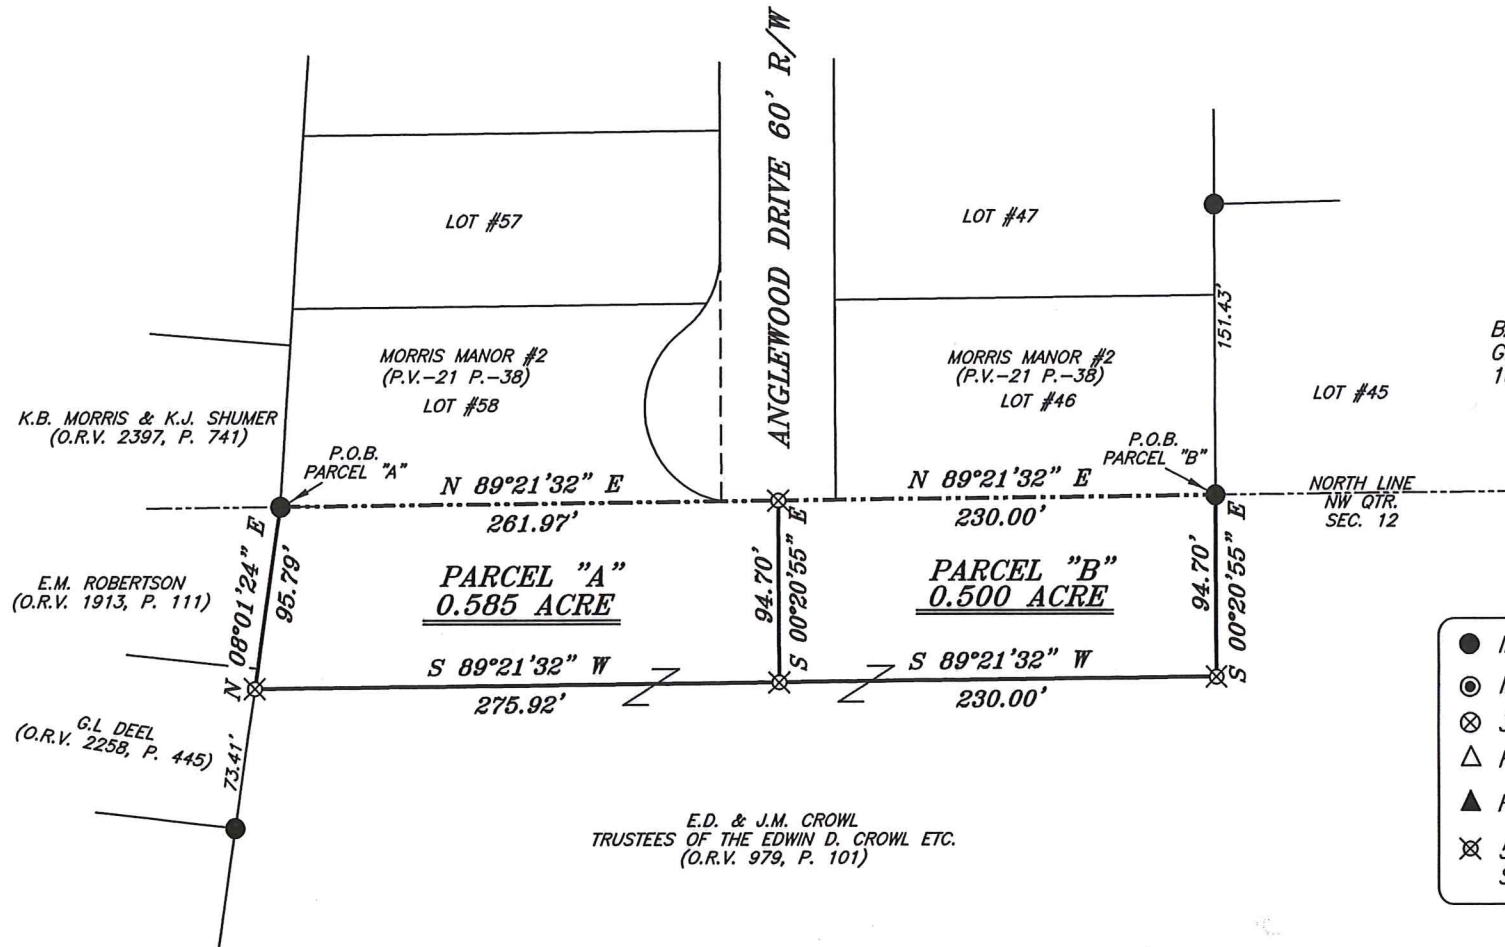 ANGLEWOOD DRIVE 60' R/W
LOT #57
LOT #47
151.43'
MORRIS MANOR #2
(P.V.-21 P.-38)
LOT #58
MORRIS MANOR #2
(P.V.-21 P.-38)
LOT #46
LOT #45
K.B. MORRIS & K.J. SHUMER
(O.R.V. 2397, P. 741)
P.O.B.
PARCEL "A"
P.O.B.
PARCEL "B"
N 89°21'32" E
261.97'
N 89°21'32" E
230.00'
NORTH LINE
NW QTR.
SEC. 12
E.M. ROBERTSON
(O.R.V. 1913, P. 111)
N 08°01'24" E
95.79'
PARCEL "A"
0.585 ACRE
94.70'
S 00°20'55" E
PARCEL "B"
0.500 ACRE
94.70'
S 00°20'55" E
S 89°21'32" W
275.92'
S 89°21'32" W
230.00'
G.L DEEL
(O.R.V. 2258, P. 445)
73.41'
E.D. & J.M. CROWL
TRUSTEES OF THE EDWIN D. CROWL ETC.
(O.R.V. 979, P. 101)